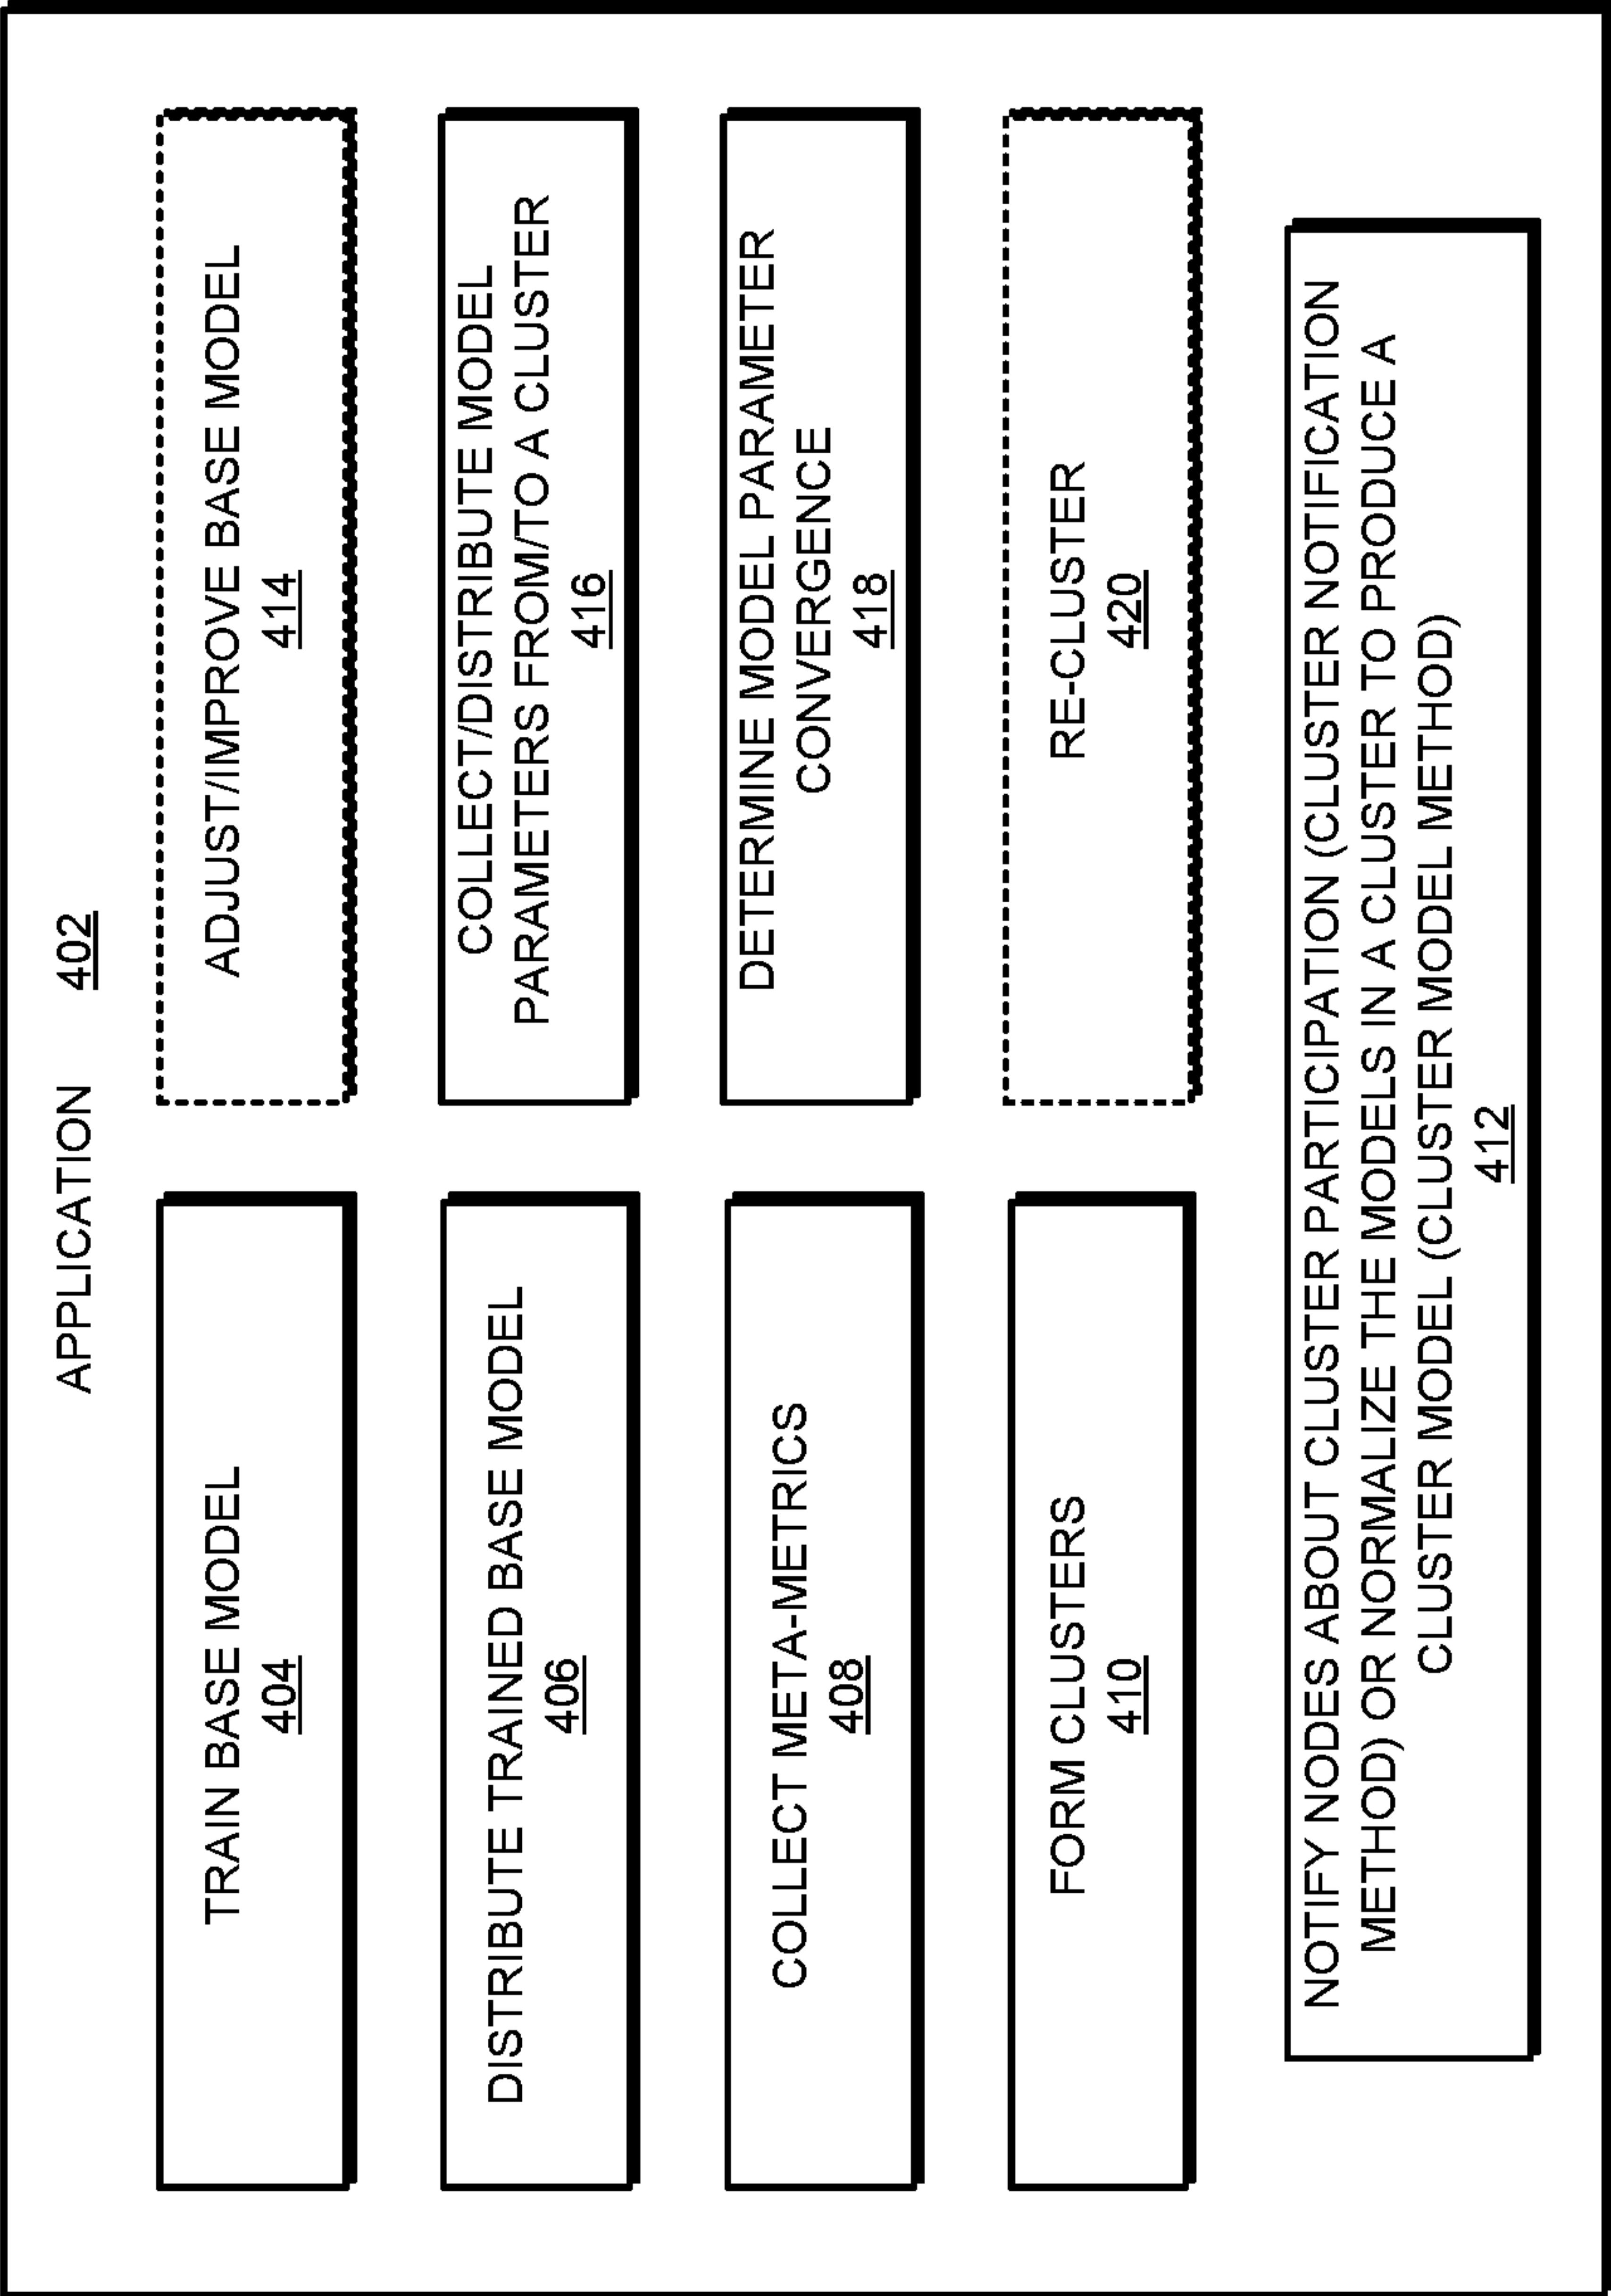 APPLICATION 402
TRAIN BASE MODEL
404
DISTRIBUTE TRAINED BASE MODEL
406
COLLECT META-METRICS
408
FORM CLUSTERS
410
ADJUST/IMPROVE BASE MODEL
414
COLLECT/DISTRIBUTE MODEL
PARAMETERS FROM/TO A CLUSTER
416
DETERMINE MODEL PARAMETER
CONVERGENCE
418
RE-CLUSTER
420
NOTIFY NODES ABOUT CLUSTER PARTICIPATION (CLUSTER NOTIFICATION
METHOD) OR NORMALIZE THE MODELS IN A CLUSTER TO PRODUCE A
CLUSTER MODEL (CLUSTER MODEL METHOD)
412